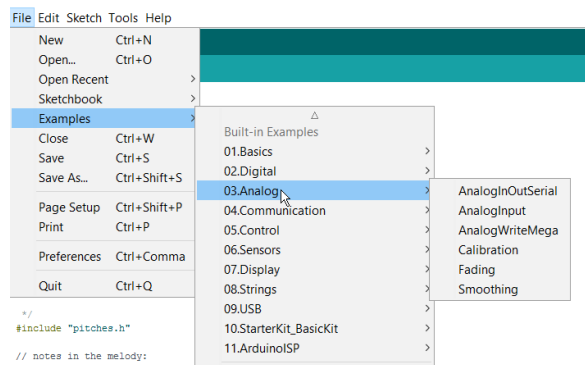 File Edit Sketch Tools Help
New Ctrl+N
Open... Ctrl+O
Open Recent
Sketchbook
Examples
Close Ctrl+W
Save Ctrl+S
Save As... Ctrl+Shift+S
Page Setup Ctrl+Shift+P
Print Ctrl+P
Preferences Ctrl+Comma
Quit Ctrl+Q
Built-in Examples
01.Basics
02.Digital
03.Analog
04.Communication
05.Control
06.Sensors
07.Display
08.Strings
09.USB
10.StarterKit_BasicKit
11.ArduinoISP
AnalogInOutSerial
AnalogInput
AnalogWriteMega
Calibration
Fading
Smoothing
*/
#include "pitches.h"
// notes in the melody: